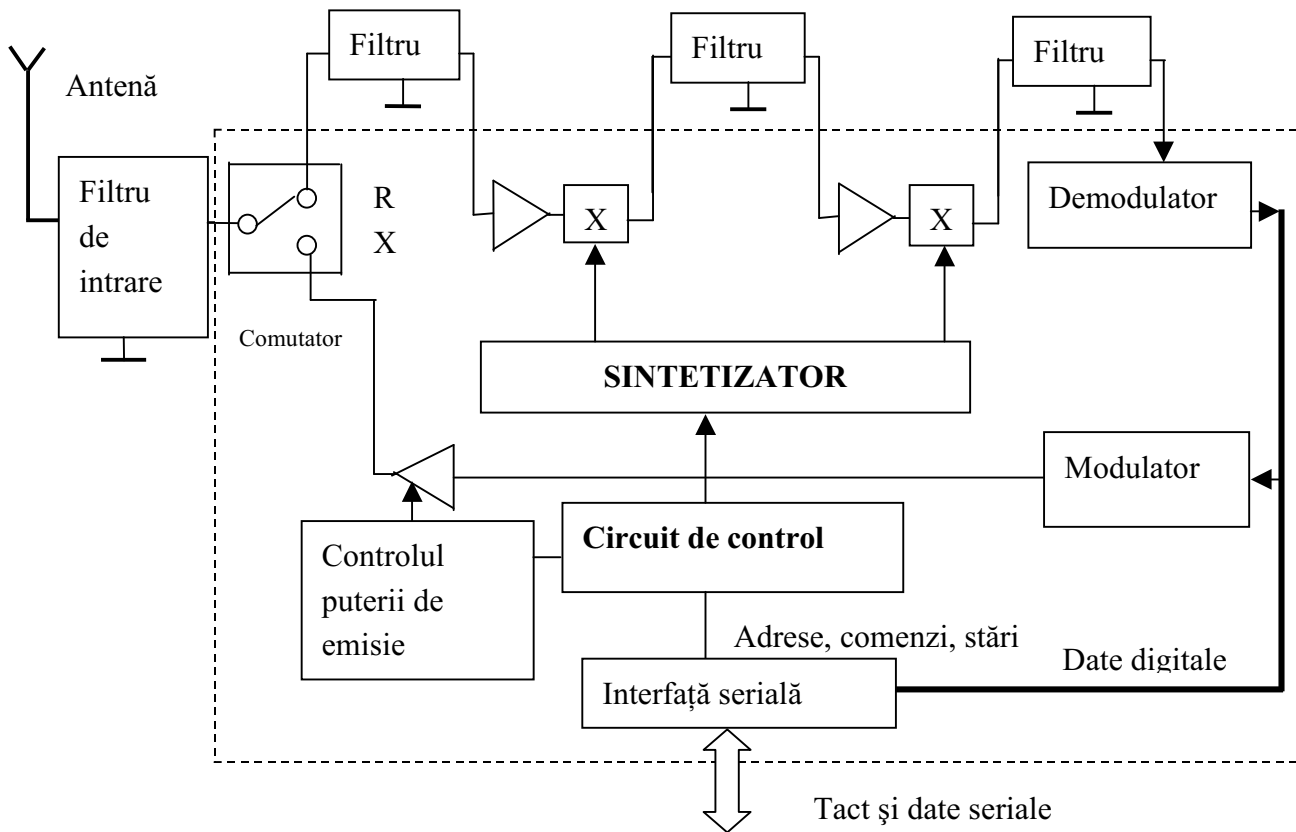 Filtru
Filtru
Filtru
Antenă
Filtru
de
intrare
R
X
X
X
Demodulator
Comutator
SINTETIZATOR
Modulator
Circuit de control
Controlul
puterii de
emisie
Adrese, comenzi, stări
Date digitale
Interfață serială
Tact şi date seriale